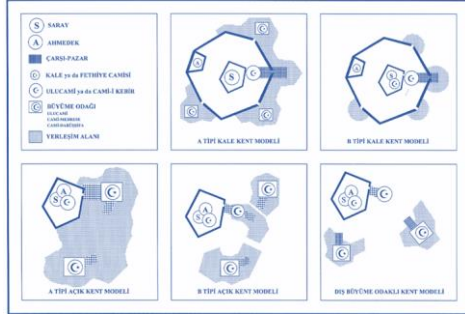 S SARAY
A AHMEDEK
ÇARŞI-PAZAR
KALE ya da FETHİYE CAMİSİ
ULUCAMİ ya da CAMİ-İ KEBİR
BÜYÜME ODAĞI
ULUCAMİ
CAMİ-MEDRESE
CAMİ-DARÜŞŞİFA
YERLEŞİM ALANI
A
S
A TİPİ KALE KENT MODELİ
A
A
S
B TİPİ KALE KENT MODELİ
A
S
A TİPİ AÇIK KENT MODELİ
A
S
B TİPİ AÇIK KENT MODELİ
A
S
DIŞ BÜYÜME ODAKLI KENT MODELİ